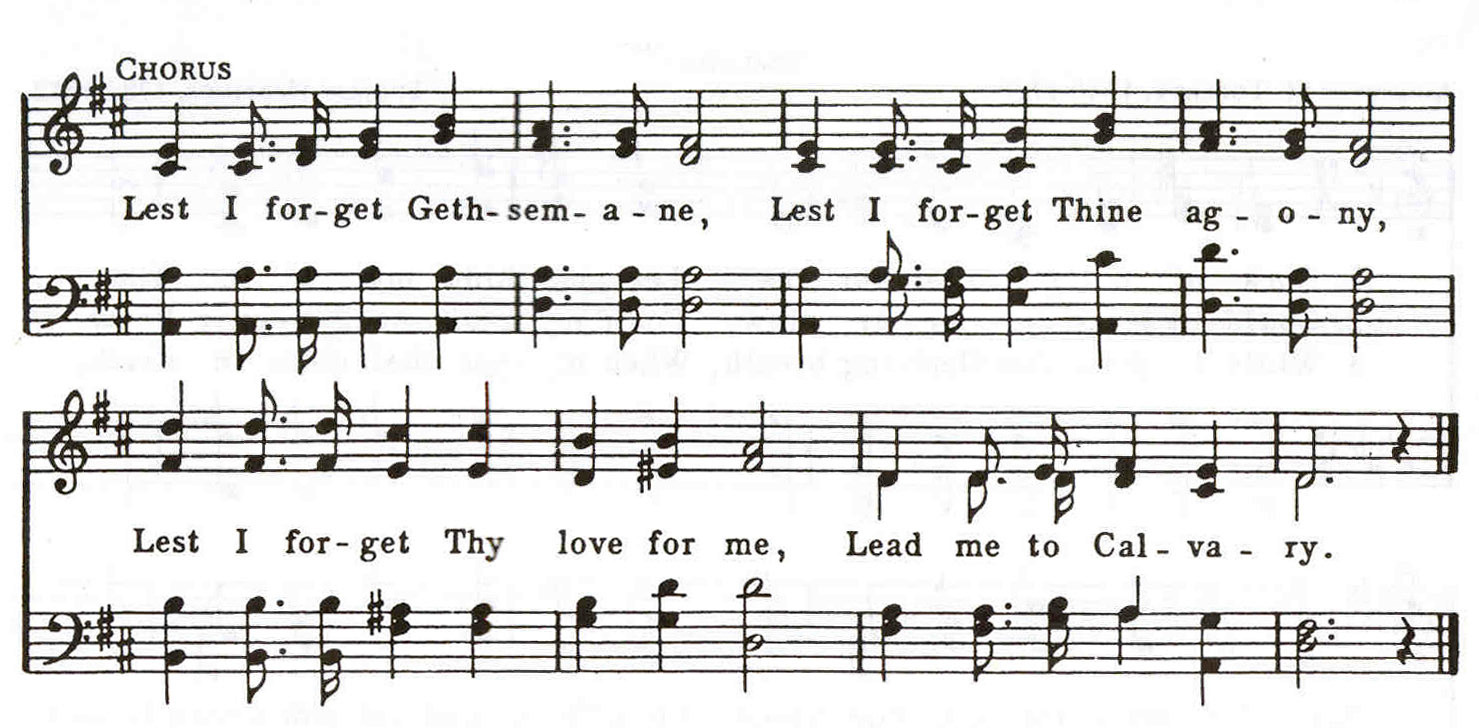 CHORUS
Lest I for-get Geth-sem-a-ne, Lest I for-get Thine ag-o-ny,
Lest I for-get Thy love for me, Lead me to Cal-va-ry.